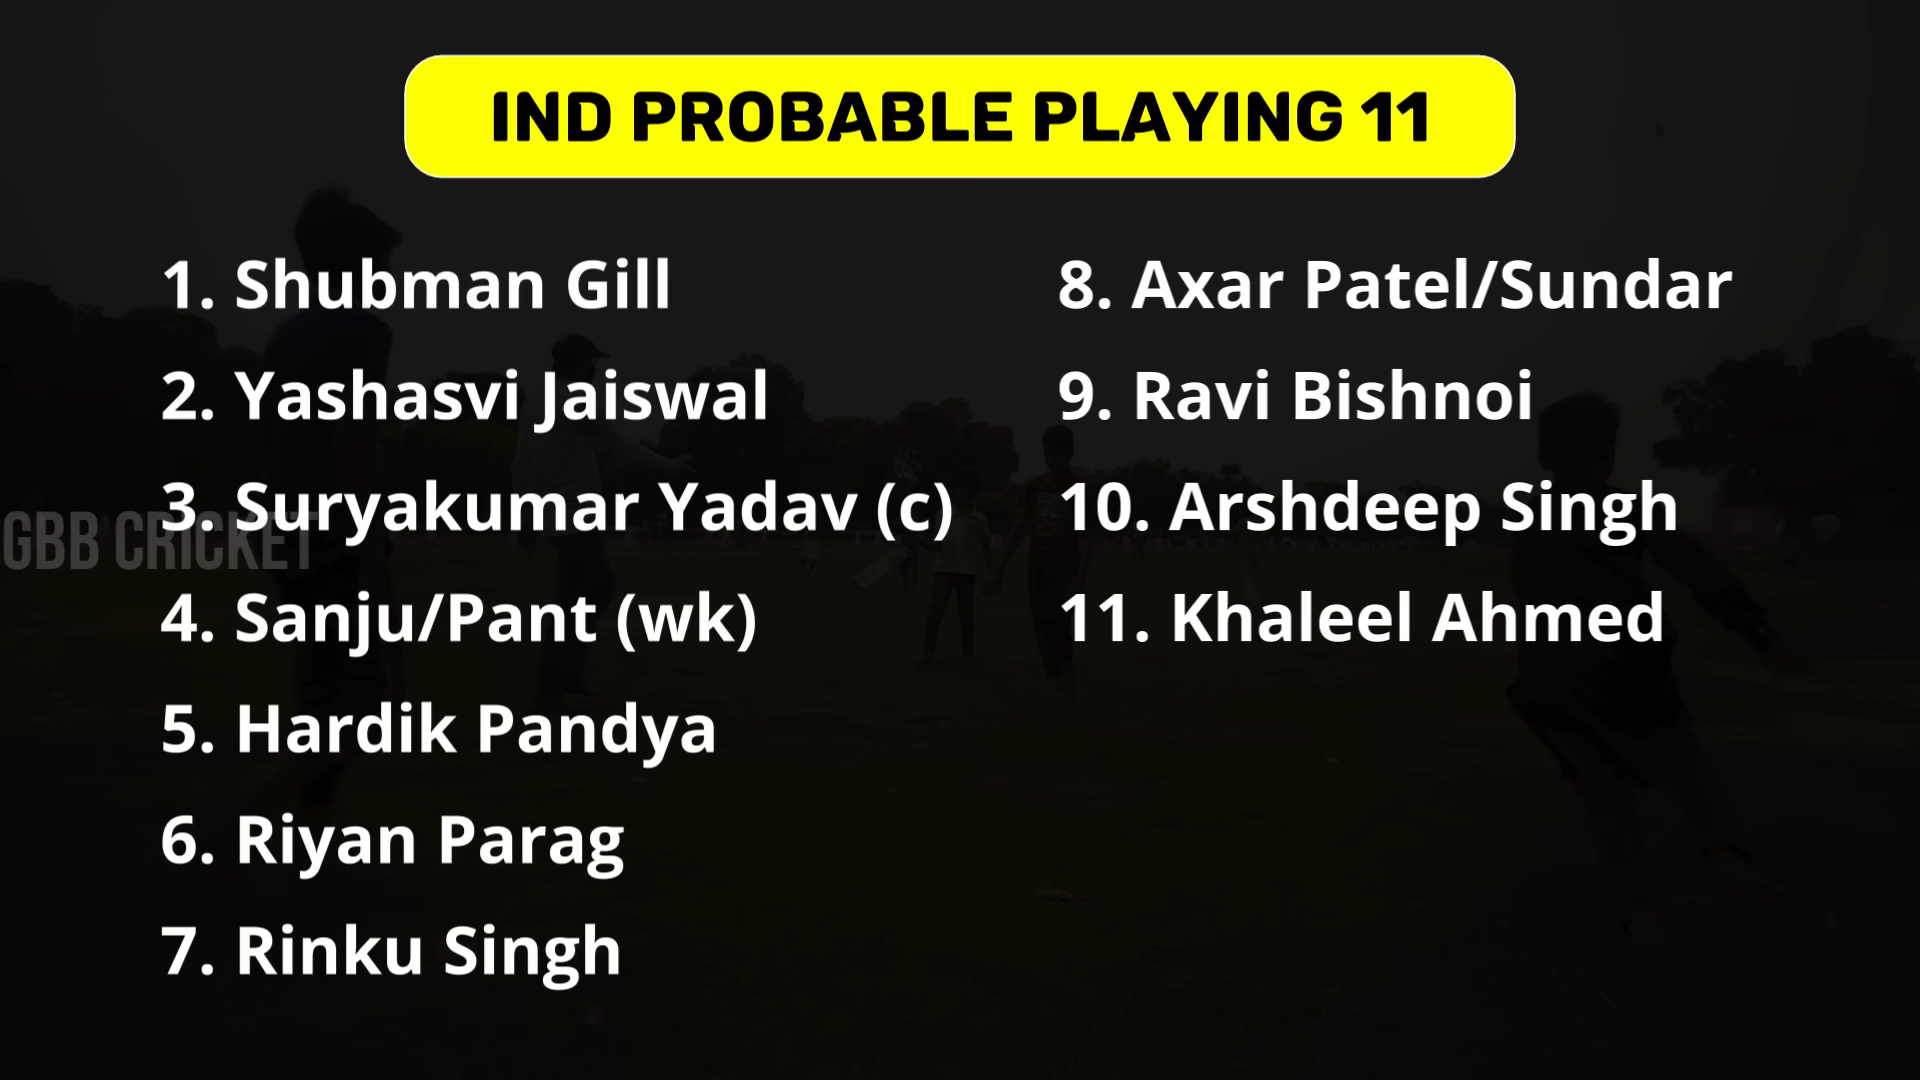 IND PROBABLE PLAYING 11
1. Shubman Gill
2. Yashasvi Jaiswal
3. Suryakumar Yadav (c)
4. Sanju/Pant (wk)
5. Hardik Pandya
6. Riyan Parag
7. Rinku Singh
8. Axar Patel/Sundar
9. Ravi Bishnoi
10. Arshdeep Singh
11. Khaleel Ahmed
GBB CRICKET